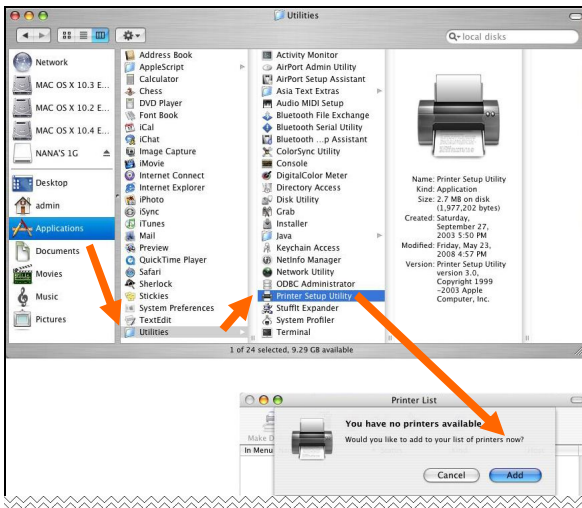 Utilities
local disks
Network
MAC OS X 10.3 E...
MAC OS X 10.2 E...
MAC OS X 10.4 E...
NANA'S 1G
Desktop
admin
Applications
Documents
Movies
Music
Pictures
Address Book
AppleScript
Calculator
Chess
DVD Player
Font Book
iCal
iChat
Image Capture
iMovie
Internet Connect
Internet Explorer
iPhoto
iSync
iTunes
Mail
Preview
QuickTime Player
Safari
Sherlock
Stickies
System Preferences
TextEdit
Utilities
Activity Monitor
AirPort Admin Utility
AirPort Setup Assistant
Asia Text Extras
Audio MIDI Setup
Bluetooth File Exchange
Bluetooth Serial Utility
Bluetooth ...p Assistant
ColorSync Utility
Console
DigitalColor Meter
Directory Access
Disk Utility
Grab
Installer
Java
Keychain Access
NetInfo Manager
Network Utility
ODBC Administrator
Printer Setup Utility
StuffIt Expander
System Profiler
Terminal
Name: Printer Setup Utility
Kind: Application
Size: 2.7 MB on disk
(1,977,202 bytes)
Created: Saturday,
September 27,
2003 5:50 PM
Modified: Friday, May 23,
2008 4:57 PM
Version: Printer Setup Utility
version 3.0,
Copyright 1999
-2003 Apple
Computer, Inc.
1 of 24 selected, 9.29 GB available
Printer List
Make D
In Menu
You have no printers available.
Would you like to add to your list of printers now?
Cancel
Add